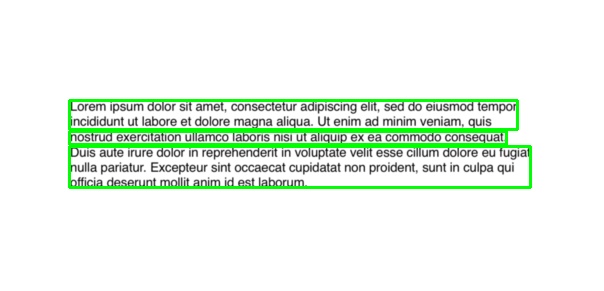 Lorem ipsum dolor sit amet, consectetur adipiscing elit, sed do eiusmod tempor
incididunt ut labore et dolore magna aliqua. Ut enim ad minim veniam, quis
nostrud exercitation ullamco laboris nisi ut aliquip ex ea commodo consequat.
Duis aute irure dolor in reprehenderit in voluptate velit esse cillum dolore eu fugiat
nulla pariatur. Excepteur sint occaecat cupidatat non proident, sunt in culpa qui
officia deserunt mollit anim id est laborum.